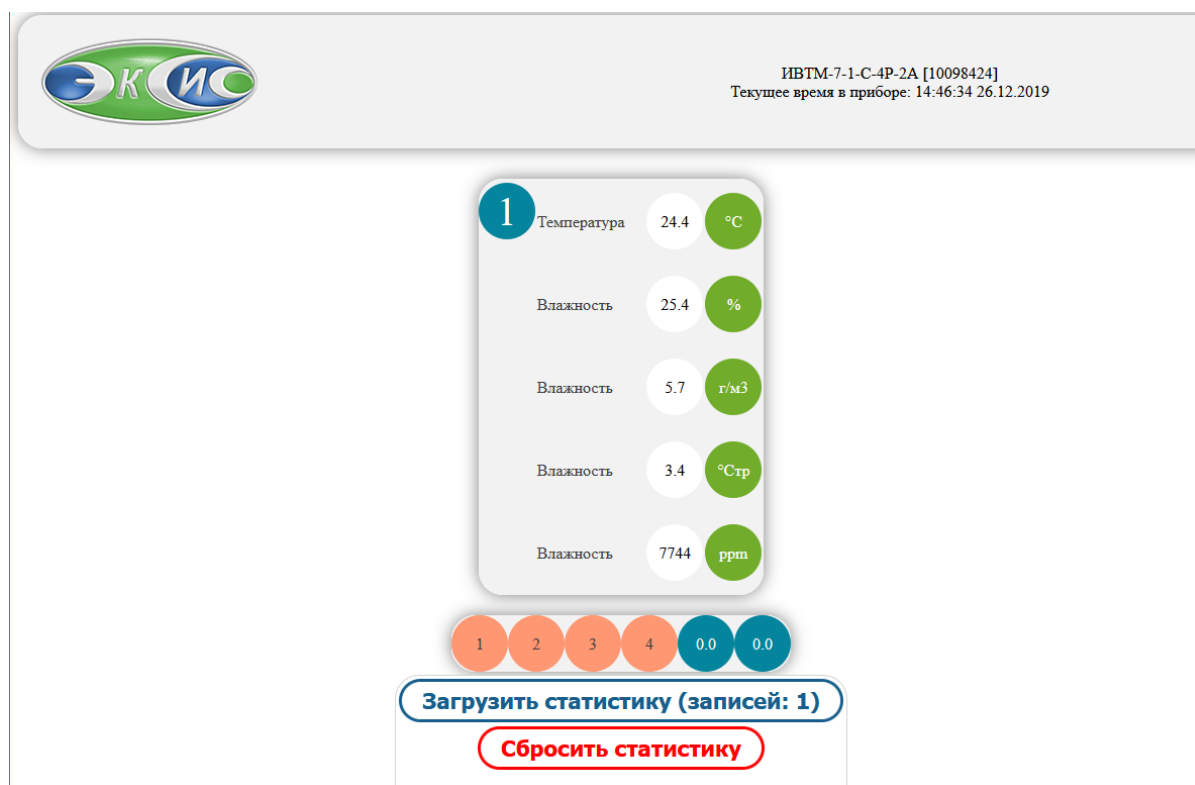 ЭКИС
ИВТМ-7-1-С-4Р-2А [10098424]
Текущее время в приборе: 14:46:34 26.12.2019
1 Температура 24.4 °C
Влажность 25.4 %
Влажность 5.7 г/м3
Влажность 3.4 °Стр
Влажность 7744 ppm
1 2 3 4 0.0 0.0
Загрузить статистику (записей: 1)
Сбросить статистику